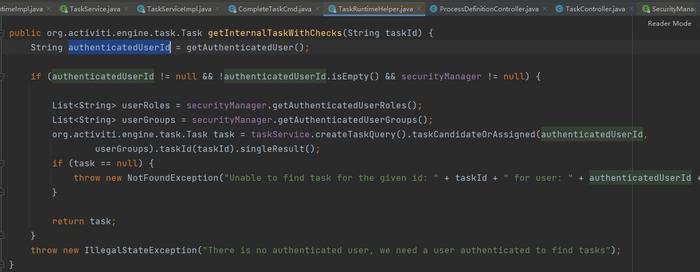 timeImpl.java
TaskService.java
TaskServiceImpl.java
CompleteTaskCmd.java
TaskRuntimeHelper.java
ProcessDefinitionController.java
TaskController.java
SecurityMana
Reader Mode
public org.activiti.engine.task.Task getInternalTaskWithChecks(String taskId) {
String authenticatedUserId = getAuthenticatedUser();
if (authenticatedUserId != null && !authenticatedUserId.isEmpty() && securityManager != null) {
List<String> userRoles = securityManager.getAuthenticatedUserRoles();
List<String> userGroups = securityManager.getAuthenticatedUserGroups();
org.activiti.engine.task.Task task = taskService.createTaskQuery().taskCandidateOrAssigned(authenticatedUserId,
userGroups).taskId(taskId).singleResult();
if (task == null) {
throw new NotFoundException("Unable to find task for the given id: " + taskId + " for user: " + authenticatedUserId +
}
return task;
}
throw new IllegalStateException("There is no authenticated user, we need a user authenticated to find tasks");
}